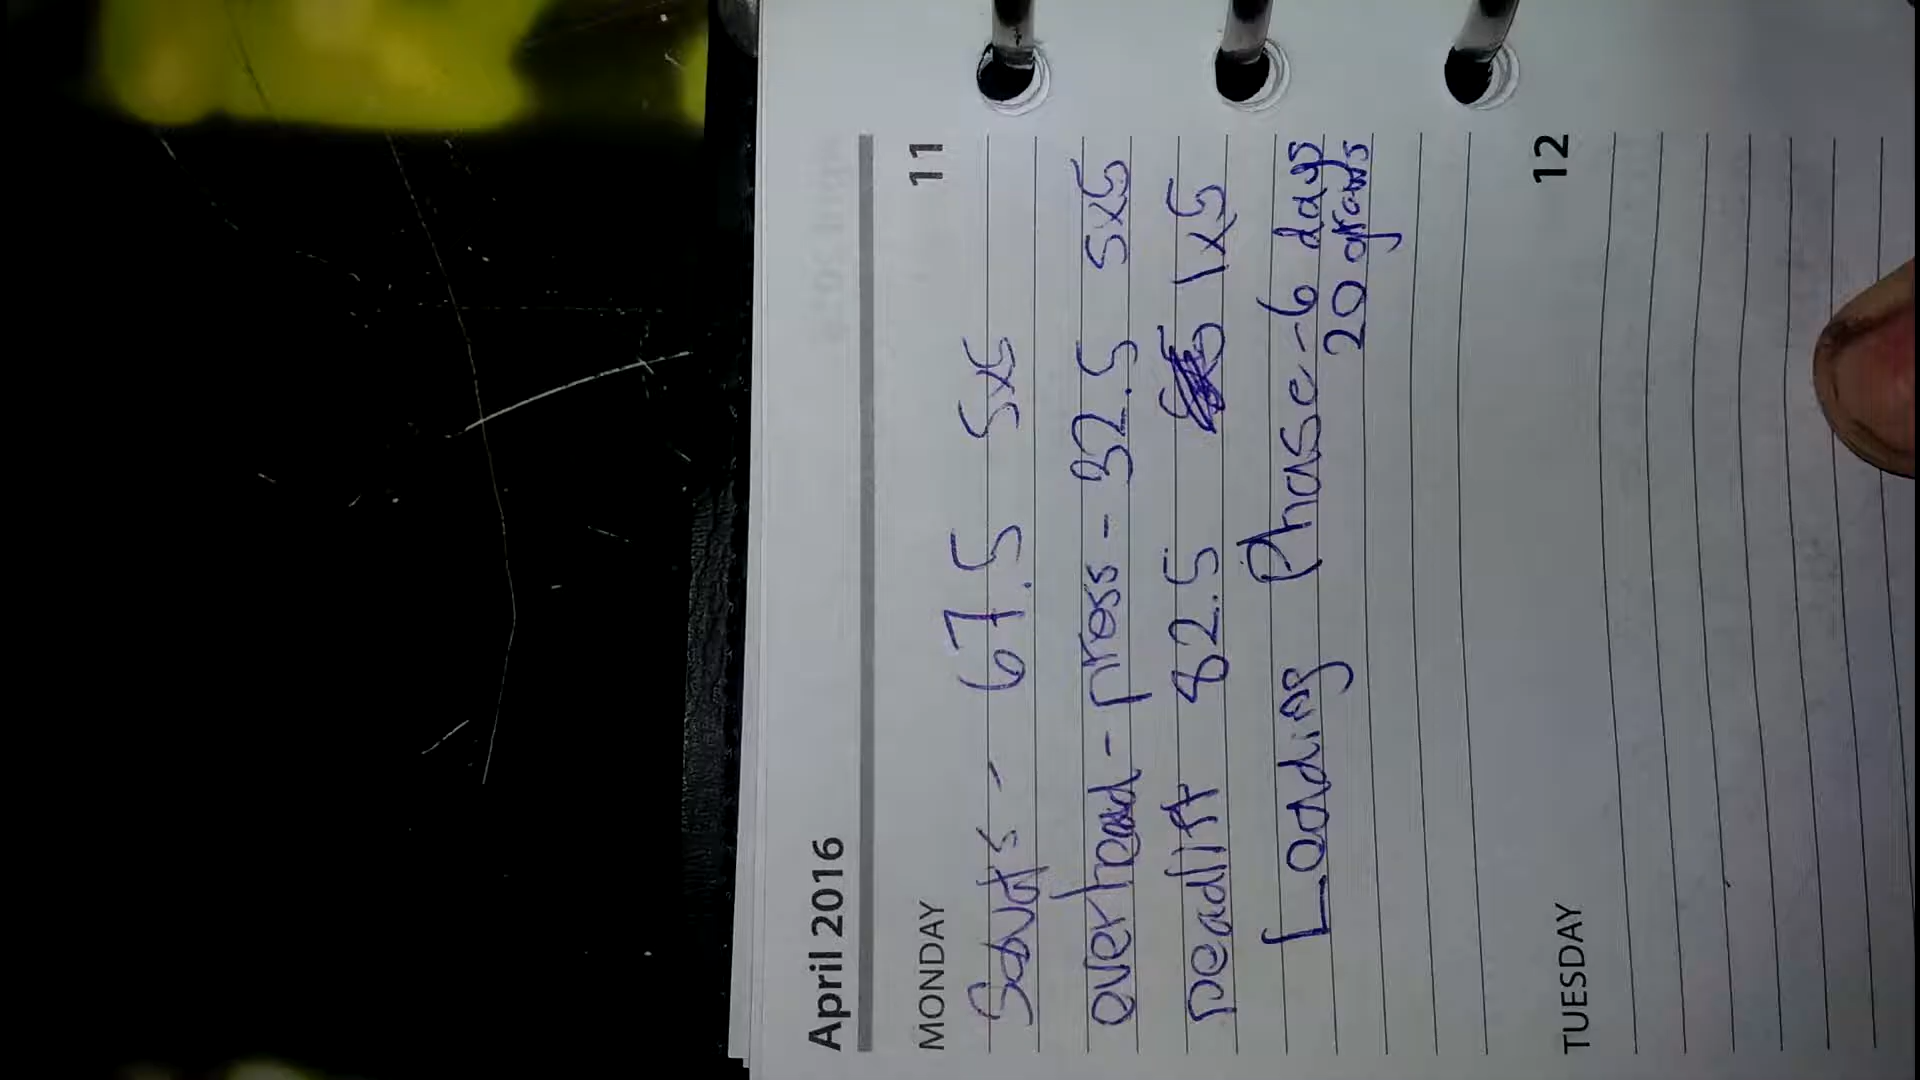 April 2016
MONDAY 11
Squats - 67.5 5x5
overhead - press - 32.5 5x5
Deadlift 82.5 1x5
Loading Phase - 6 days
20 grams
TUESDAY 12